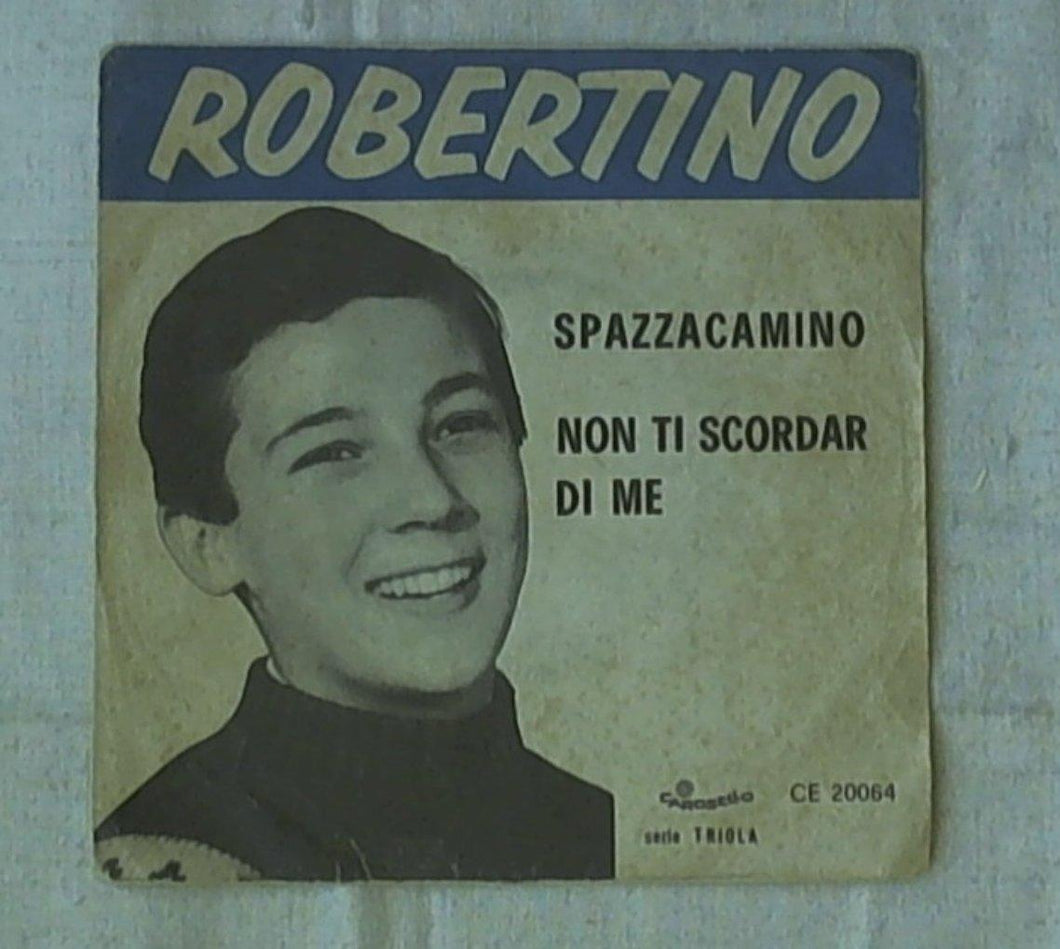 ROBERTINO
SPAZZACAMINO
NON TI SCORDAR
DI ME
CAROSELLO CE 20064
serie TRIOLA